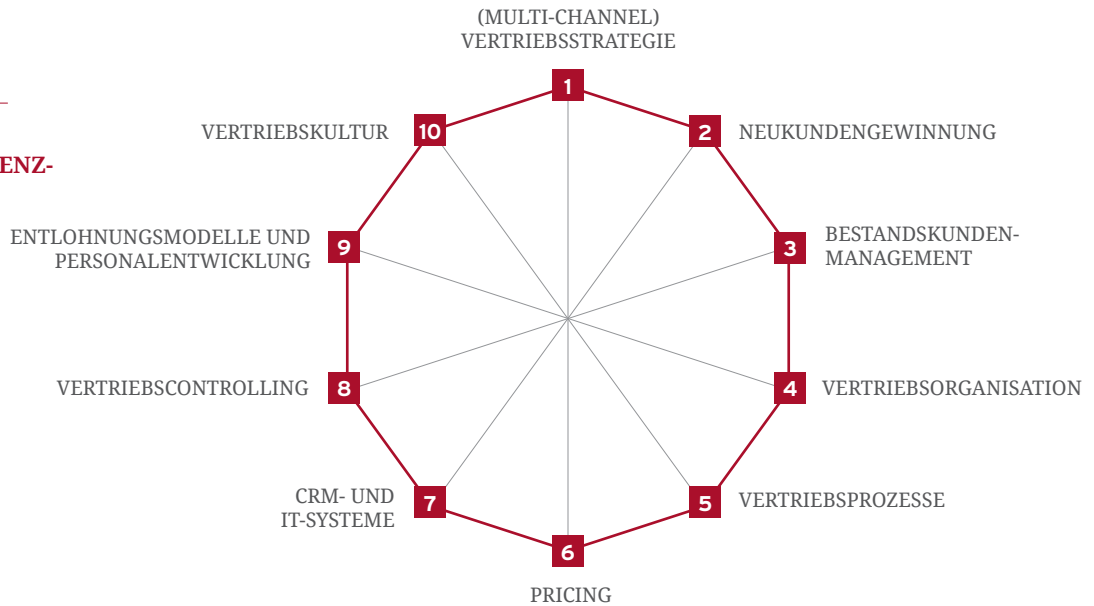 (MULTI-CHANNEL)
VERTRIEBSSTRATEGIE
1
2
NEUKUNDENGEWINNUNG
3
BESTANDSKUNDEN-
MANAGEMENT
4
VERTRIEBSORGANISATION
5
VERTRIEBSPROZESSE
6
PRICING
7
CRM- UND
IT-SYSTEME
8
VERTRIEBSCONTROLLING
9
ENTLOHNUNGSMODELLE UND
PERSONALENTWICKLUNG
10
VERTRIEBSKULTUR
ENZ-